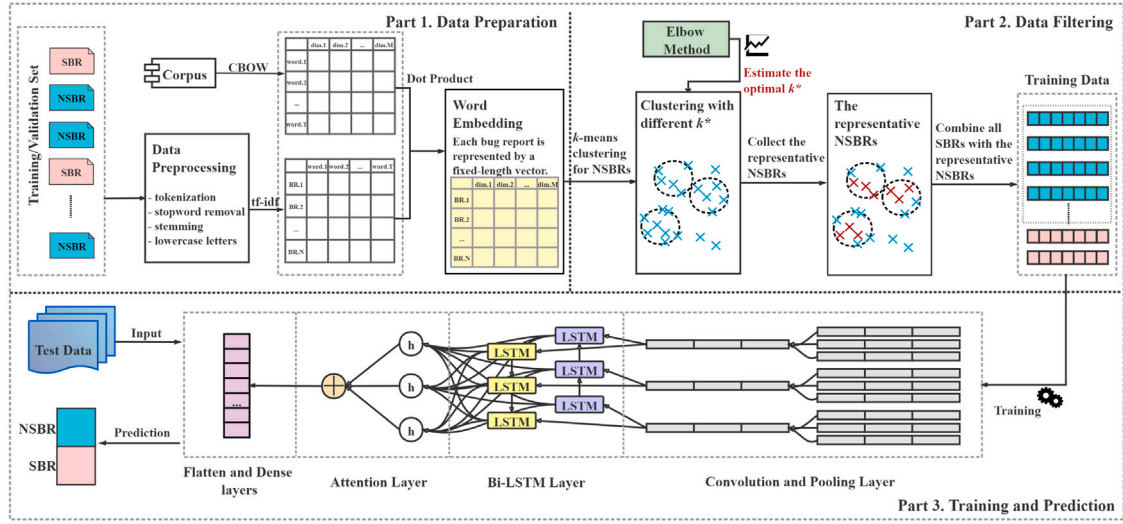 Part 1. Data Preparation
Training/Validation Set
SBR
NSBR
NSBR
SBR
NSBR
Corpus
CBOW
dim.1 dim.2 ... dim.M
word.1
word.2
...
word.T
Dot Product
Data
Preprocessing
- tokenization
- stopword removal
- stemming
- lowercase letters
tf-idf
word.1 word.2 ... word.T
BR.1
BR.2
...
BR.N
Word
Embedding
Each bug report is
represented by a
fixed-length vector.
dim.1 dim.2 ... dim.M
BR.1
BR.2
...
BR.N
Part 2. Data Filtering
Elbow
Method
Estimate the
optimal k*
k-means
clustering
for NSBRs
Clustering with
different k*
Collect the
representative
NSBRs
The
representative
NSBRs
Combine all
SBRs with the
representative
NSBRs
Training Data
Test Data
Input
NSBR
SBR
Prediction
...
Flatten and Dense
layers
h
h
h
Attention Layer
LSTM
LSTM
LSTM
LSTM
LSTM
LSTM
Bi-LSTM Layer
Convolution and Pooling Layer
Training
Part 3. Training and Prediction